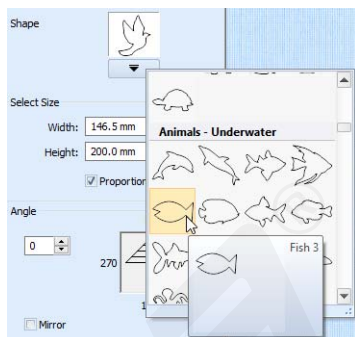 Shape
Select Size
Animals - Underwater
Width: 146.5 mm
Height: 200.0 mm
Proportion
Angle
0
270
Fish 3
1
Mirror